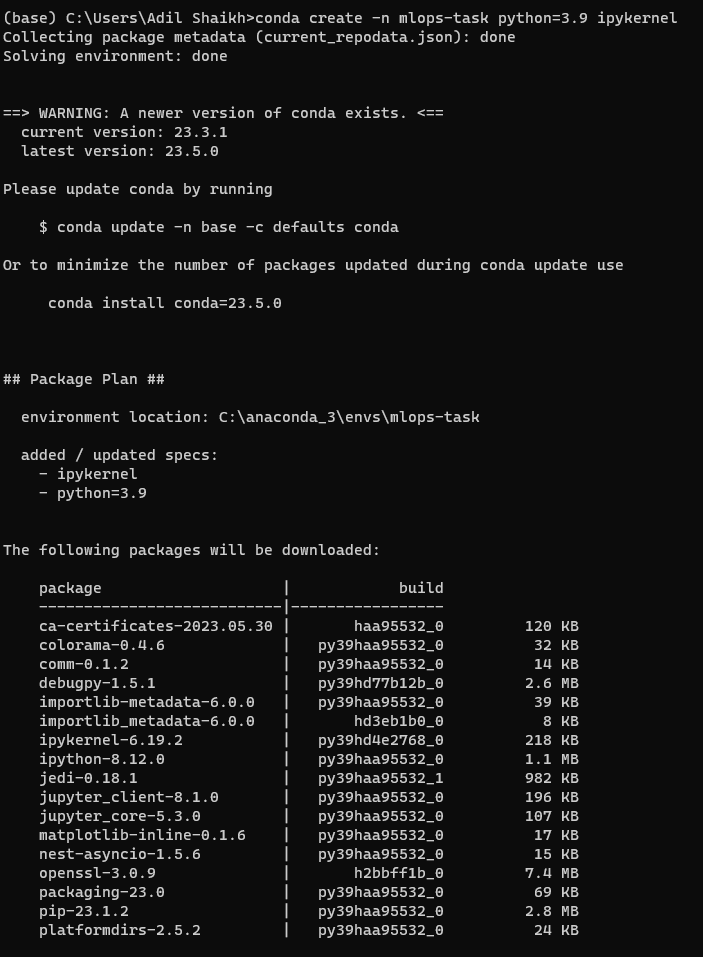 (base) C:\Users\Adil Shaikh>conda create -n mlops-task python=3.9 ipykernel
Collecting package metadata (current_repodata.json): done
Solving environment: done
==> WARNING: A newer version of conda exists. <==
  current version: 23.3.1
  latest version: 23.5.0
Please update conda by running
    $ conda update -n base -c defaults conda
Or to minimize the number of packages updated during conda update use
     conda install conda=23.5.0
## Package Plan ##
  environment location: C:\anaconda_3\envs\mlops-task
  added / updated specs:
    - ipykernel
    - python=3.9
The following packages will be downloaded:
    package                    |            build
    ---------------------------|-----------------
    ca-certificates-2023.05.30 |       haa95532_0         120 KB
    colorama-0.4.6             |   py39haa95532_0          32 KB
    comm-0.1.2                 |   py39haa95532_0          14 KB
    debugpy-1.5.1              |   py39hd77b12b_0         2.6 MB
    importlib-metadata-6.0.0   |   py39haa95532_0          39 KB
    importlib_metadata-6.0.0   |       hd3eb1b0_0           8 KB
    ipykernel-6.19.2           |   py39hd4e2768_0         218 KB
    ipython-8.12.0             |   py39haa95532_0         1.1 MB
    jedi-0.18.1                |   py39haa95532_1         982 KB
    jupyter_client-8.1.0       |   py39haa95532_0         196 KB
    jupyter_core-5.3.0         |   py39haa95532_0         107 KB
    matplotlib-inline-0.1.6    |   py39haa95532_0          17 KB
    nest-asyncio-1.5.6         |   py39haa95532_0          15 KB
    openssl-3.0.9              |       h2bbff1b_0         7.4 MB
    packaging-23.0             |   py39haa95532_0          69 KB
    pip-23.1.2                 |   py39haa95532_0         2.8 MB
    platformdirs-2.5.2         |   py39haa95532_0          24 KB